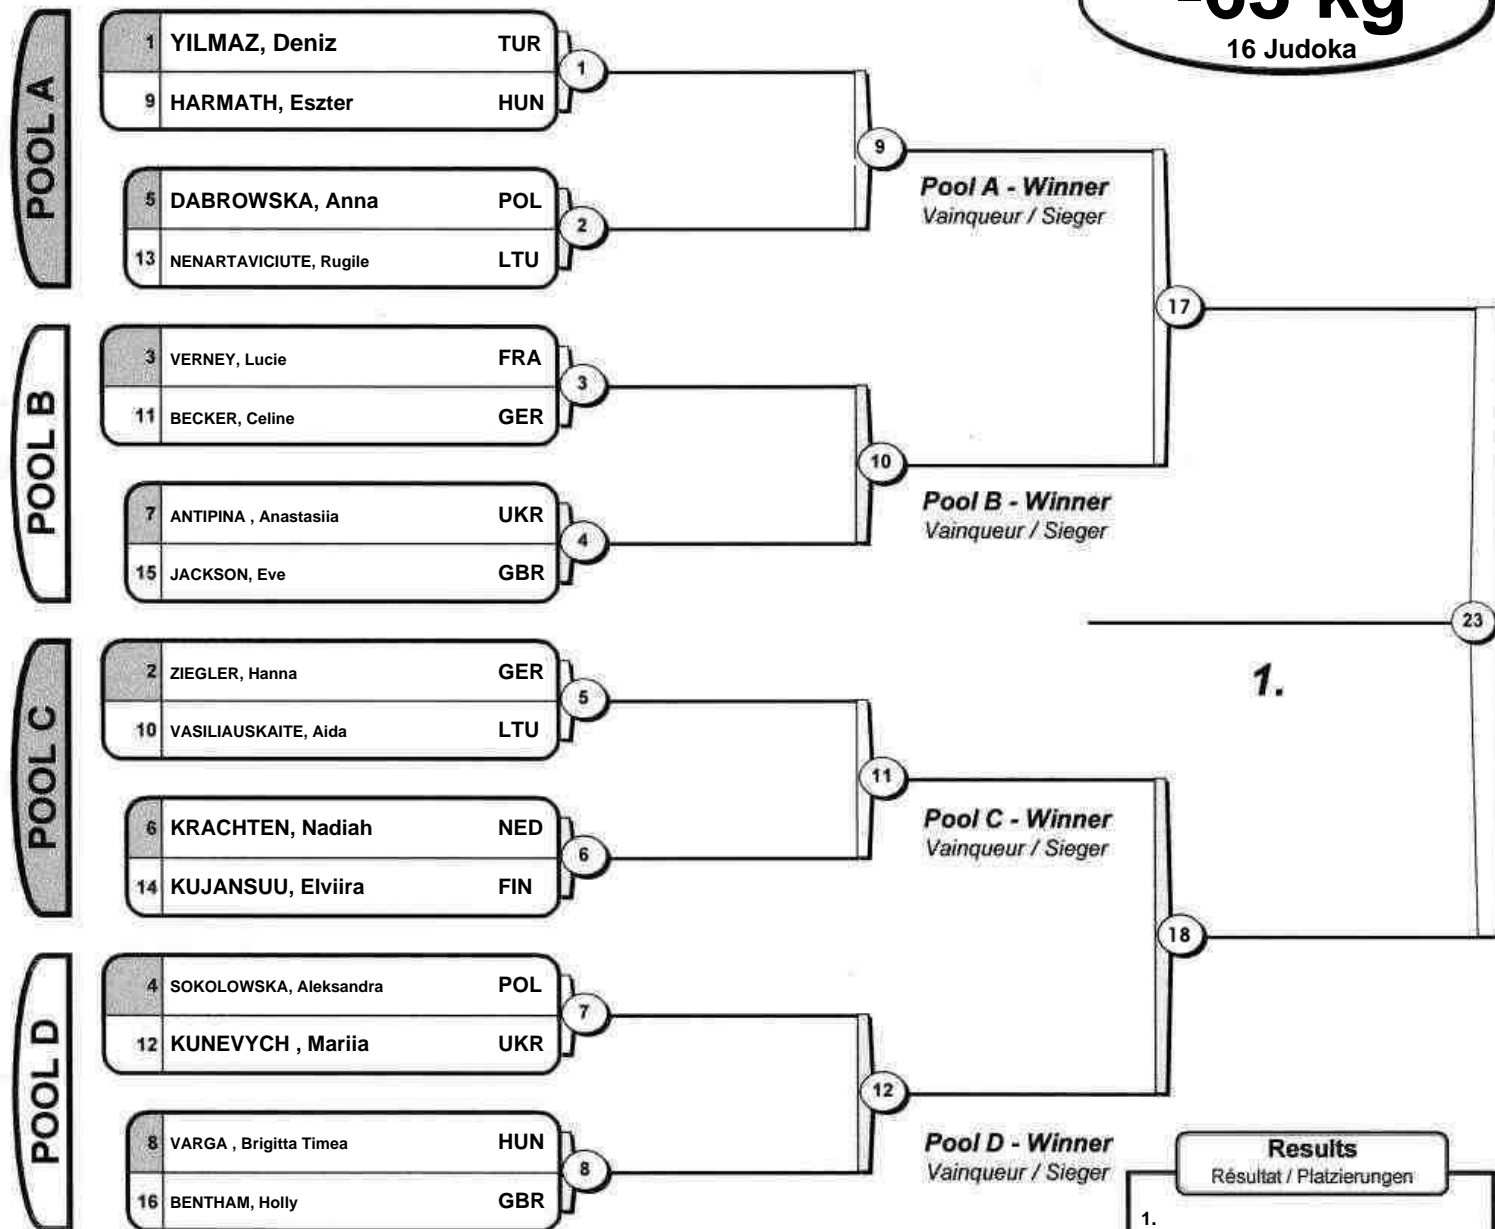 -63 kg
16 Judoka
POOL A
1 YILMAZ, Deniz TUR
9 HARMATH, Eszter HUN
1
5 DABROWSKA, Anna POL
13 NENARTAVICIUTE, Rugile LTU
2
9
Pool A - Winner
Vainqueur / Sieger
POOL B
3 VERNEY, Lucie FRA
11 BECKER, Celine GER
3
7 ANTIPINA , Anastasiia UKR
15 JACKSON, Eve GBR
4
10
Pool B - Winner
Vainqueur / Sieger
17
POOL C
2 ZIEGLER, Hanna GER
10 VASILIAUSKAITE, Aida LTU
5
6 KRACHTEN, Nadiah NED
14 KUJANSUU, Elviira FIN
6
11
Pool C - Winner
Vainqueur / Sieger
POOL D
4 SOKOLOWSKA, Aleksandra POL
12 KUNEVYCH , Mariia UKR
7
8 VARGA , Brigitta Timea HUN
16 BENTHAM, Holly GBR
8
12
Pool D - Winner
Vainqueur / Sieger
18
23
1.
Results
Résultat / Platzierungen
1.